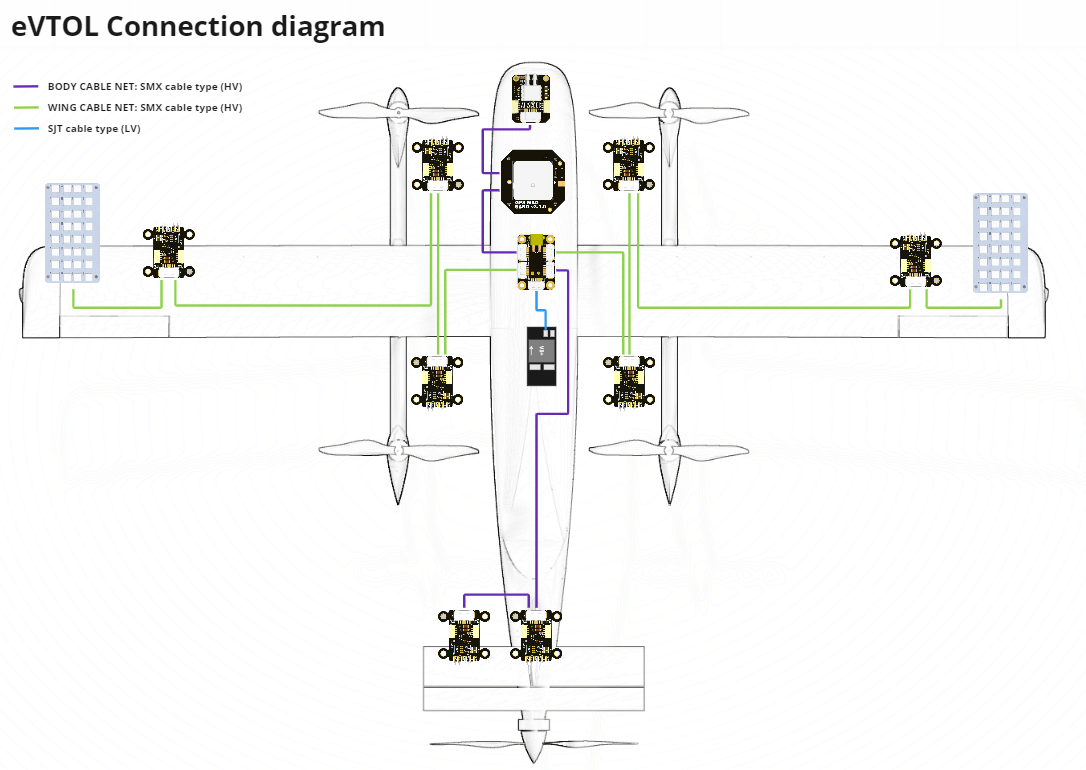 eVTOL Connection diagram
BODY CABLE NET: SMX cable type (HV)
WING CABLE NET: SMX cable type (HV)
SJT cable type (LV)